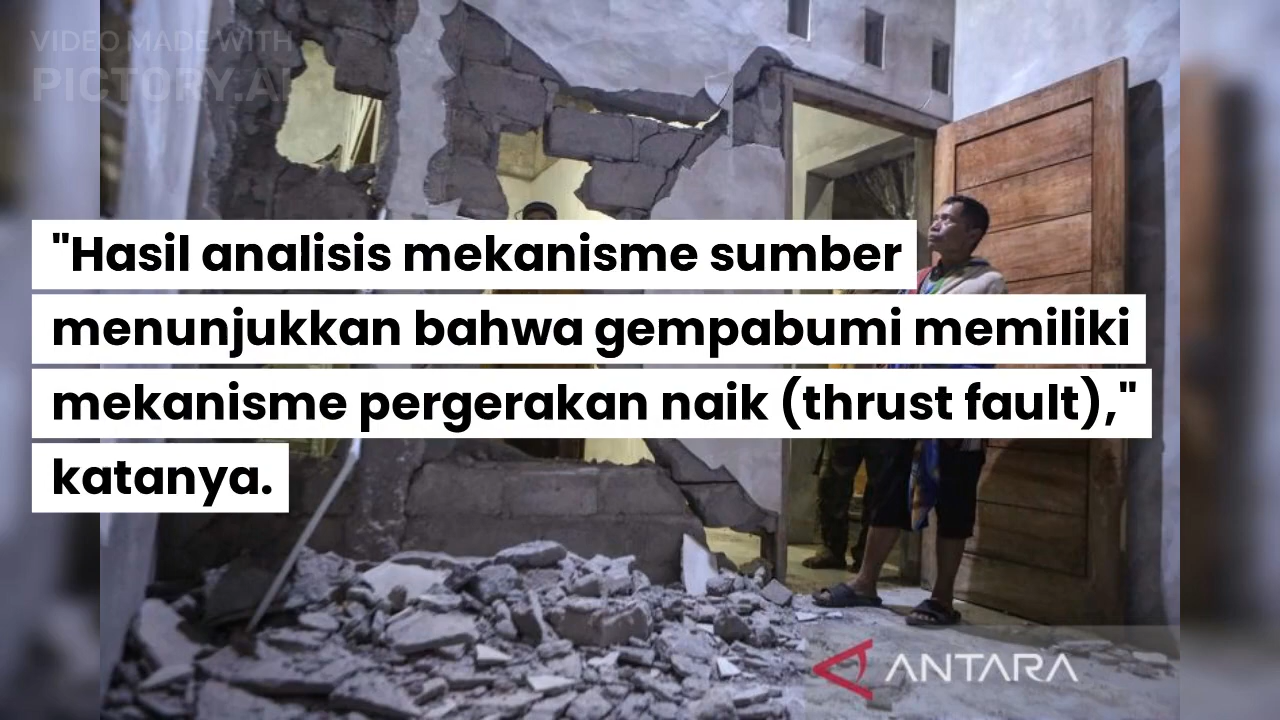 VIDEO MADE WITH
PICTORY.AI
"Hasil analisis mekanisme sumber
menunjukkan bahwa gempabumi memiliki
mekanisme pergerakan naik (thrust fault),"
katanya.
ANTARA